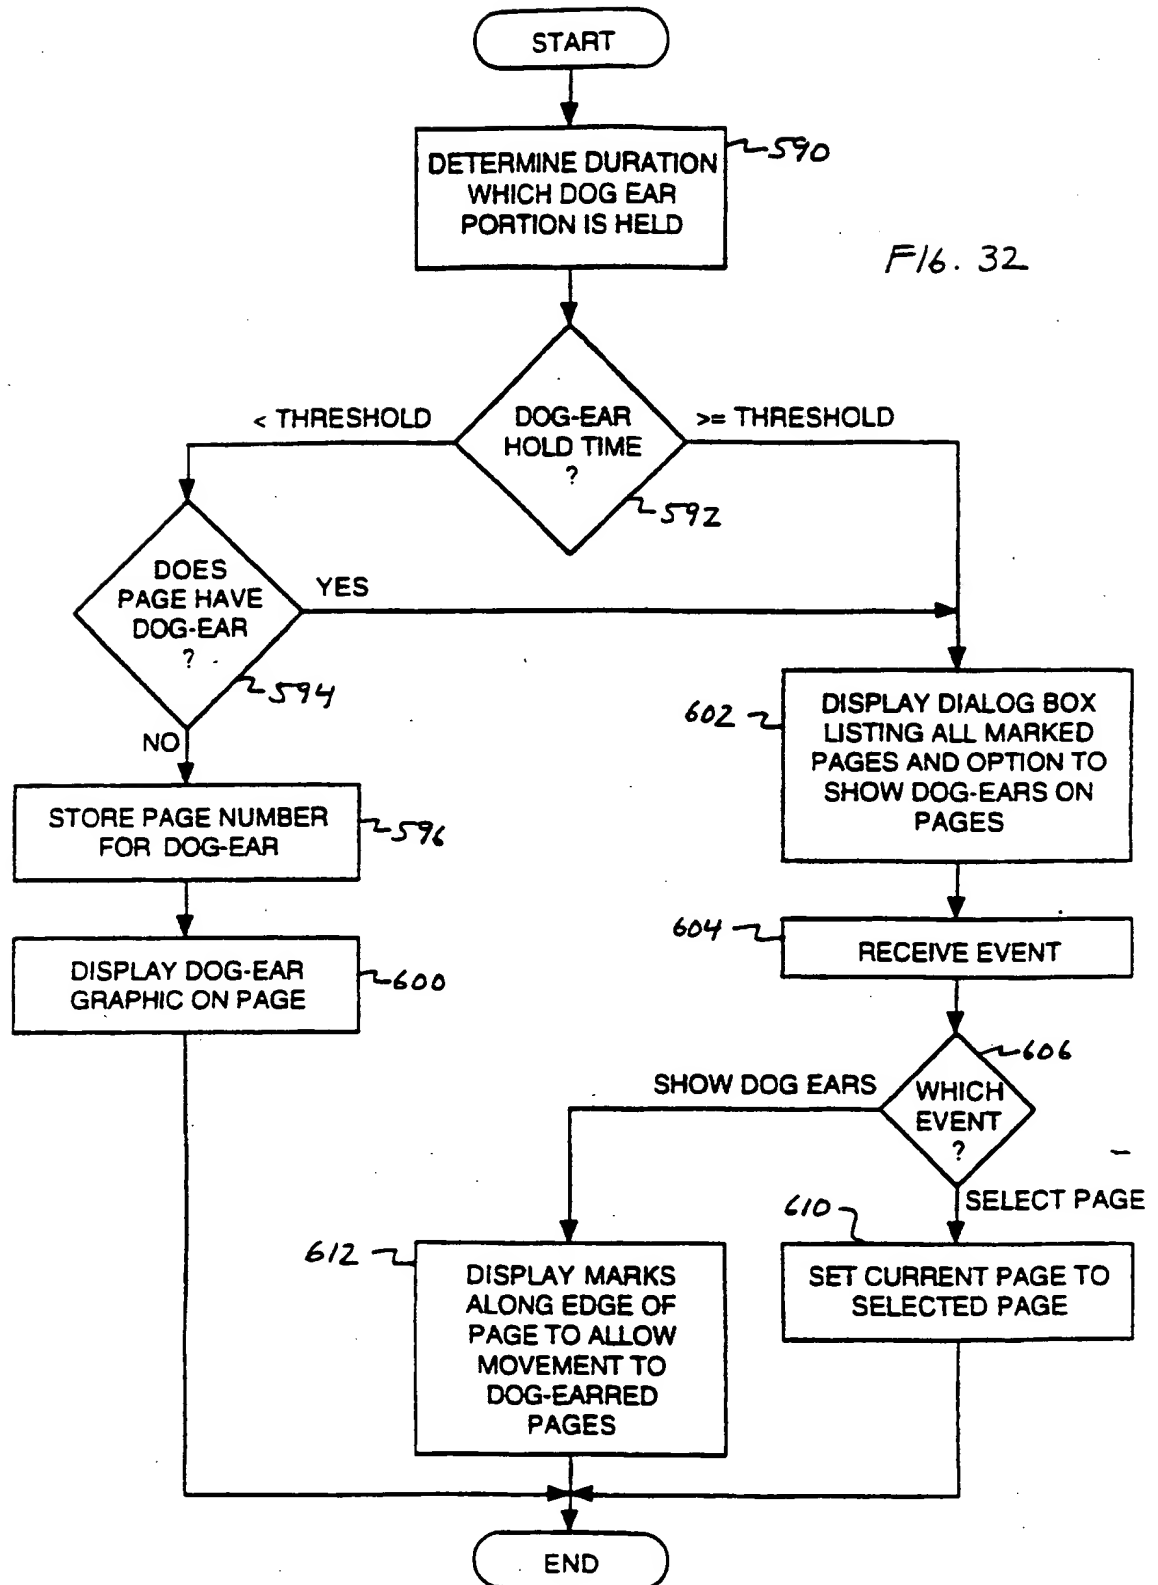 START
DETERMINE DURATION
WHICH DOG EAR
PORTION IS HELD
590
FIG. 32
< THRESHOLD
DOG-EAR
HOLD TIME
?
>= THRESHOLD
592
DOES
PAGE HAVE
DOG-EAR
?
YES
594
NO
602
DISPLAY DIALOG BOX
LISTING ALL MARKED
PAGES AND OPTION TO
SHOW DOG-EARS ON
PAGES
STORE PAGE NUMBER
FOR DOG-EAR
596
604
RECEIVE EVENT
DISPLAY DOG-EAR
GRAPHIC ON PAGE
600
606
SHOW DOG EARS
WHICH
EVENT
?
SELECT PAGE
610
612
DISPLAY MARKS
ALONG EDGE OF
PAGE TO ALLOW
MOVEMENT TO
DOG-EARRED
PAGES
SET CURRENT PAGE TO
SELECTED PAGE
END